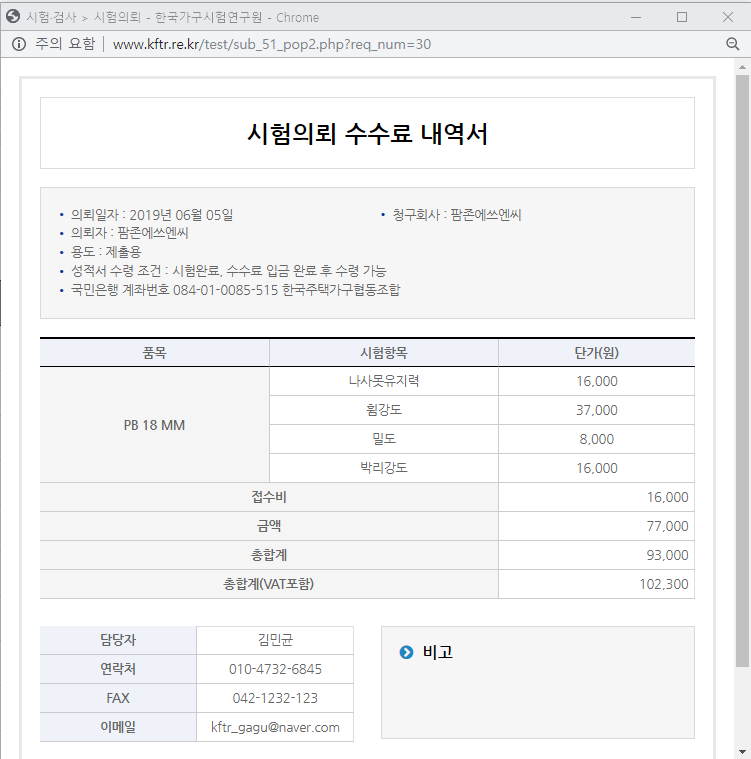 시험·검사 > 시험의뢰 - 한국가구시험연구원 - Chrome
주의 요함 | www.kftr.re.kr/test/sub_51_pop2.php?req_num=30
시험의뢰 수수료 내역서
• 의뢰일자 : 2019년 06월 05일 • 청구회사 : 팜존에쓰엔씨
• 의뢰자 : 팜존에쓰엔씨
• 용도 : 제출용
• 성적서 수령 조건 : 시험완료, 수수료 입금 완료 후 수령 가능
• 국민은행 계좌번호 084-01-0085-515 한국주택가구협동조합
품목 시험항목 단가(원)
나사못유지력 16,000
휨강도 37,000
PB 18 MM
밀도 8,000
박리강도 16,000
접수비 16,000
금액 77,000
총합계 93,000
총합계(VAT포함) 102,300
담당자 김민균
연락처 010-4732-6845
FAX 042-1232-123
이메일 kftr_gagu@naver.com
비고